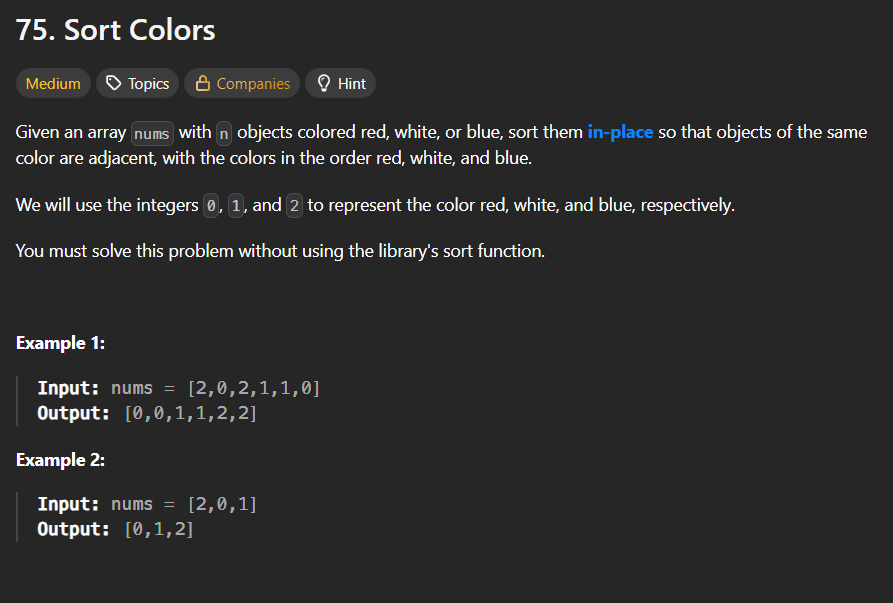 75. Sort Colors
Medium Topics Companies Hint
Given an array nums with n objects colored red, white, or blue, sort them in-place so that objects of the same
color are adjacent, with the colors in the order red, white, and blue.
We will use the integers 0, 1, and 2 to represent the color red, white, and blue, respectively.
You must solve this problem without using the library's sort function.
Example 1:
Input: nums = [2,0,2,1,1,0]
Output: [0,0,1,1,2,2]
Example 2:
Input: nums = [2,0,1]
Output: [0,1,2]